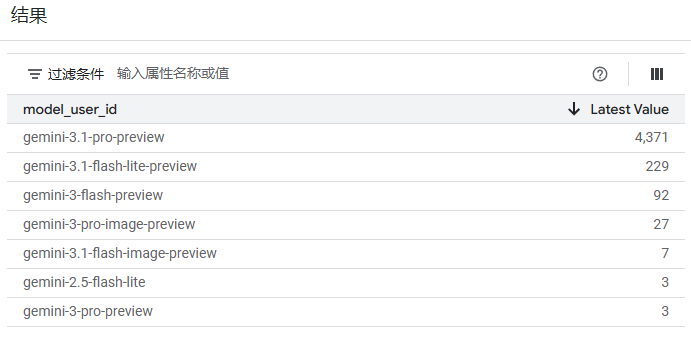 结果
过滤条件 输入属性名称或值
model_user_id Latest Value
gemini-3.1-pro-preview 4,371
gemini-3.1-flash-lite-preview 229
gemini-3-flash-preview 92
gemini-3-pro-image-preview 27
gemini-3.1-flash-image-preview 7
gemini-2.5-flash-lite 3
gemini-3-pro-preview 3